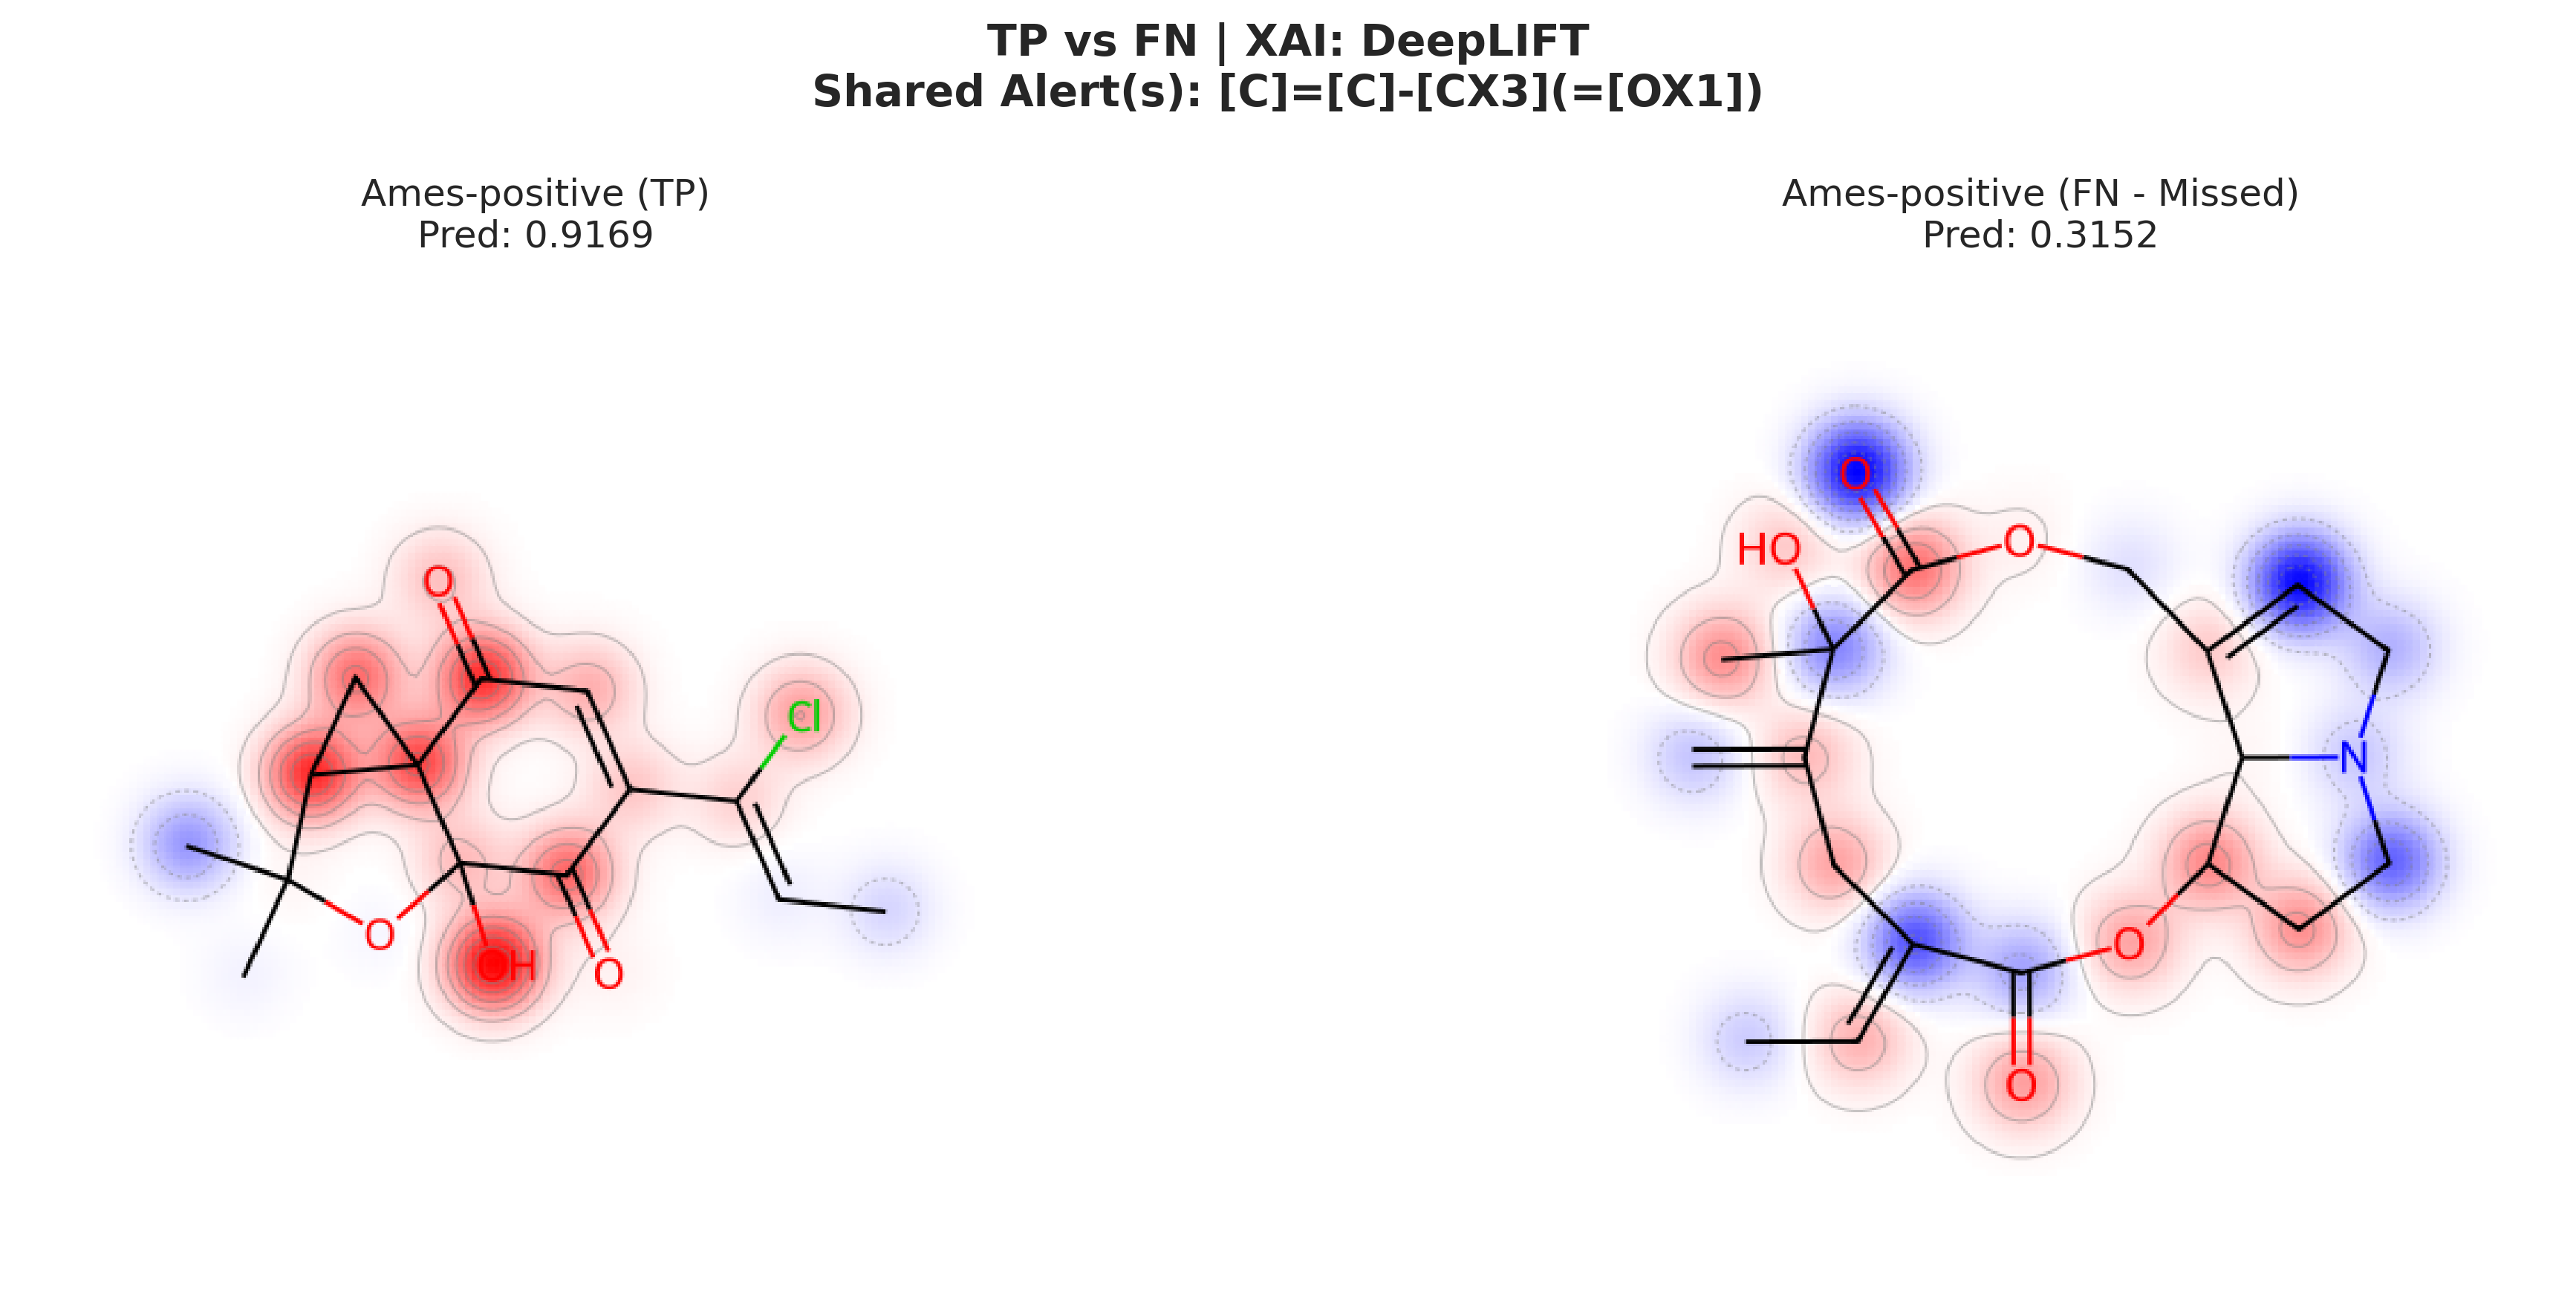 TP vs FN | XAI: DeepLIFT
Shared Alert(s): [C]=[C]-[CX3](=[OX1])
Ames-positive (TP)
Pred: 0.9169
O
Cl
O
OH
O
Ames-positive (FN - Missed)
Pred: 0.3152
O
HO
O
N
O
O